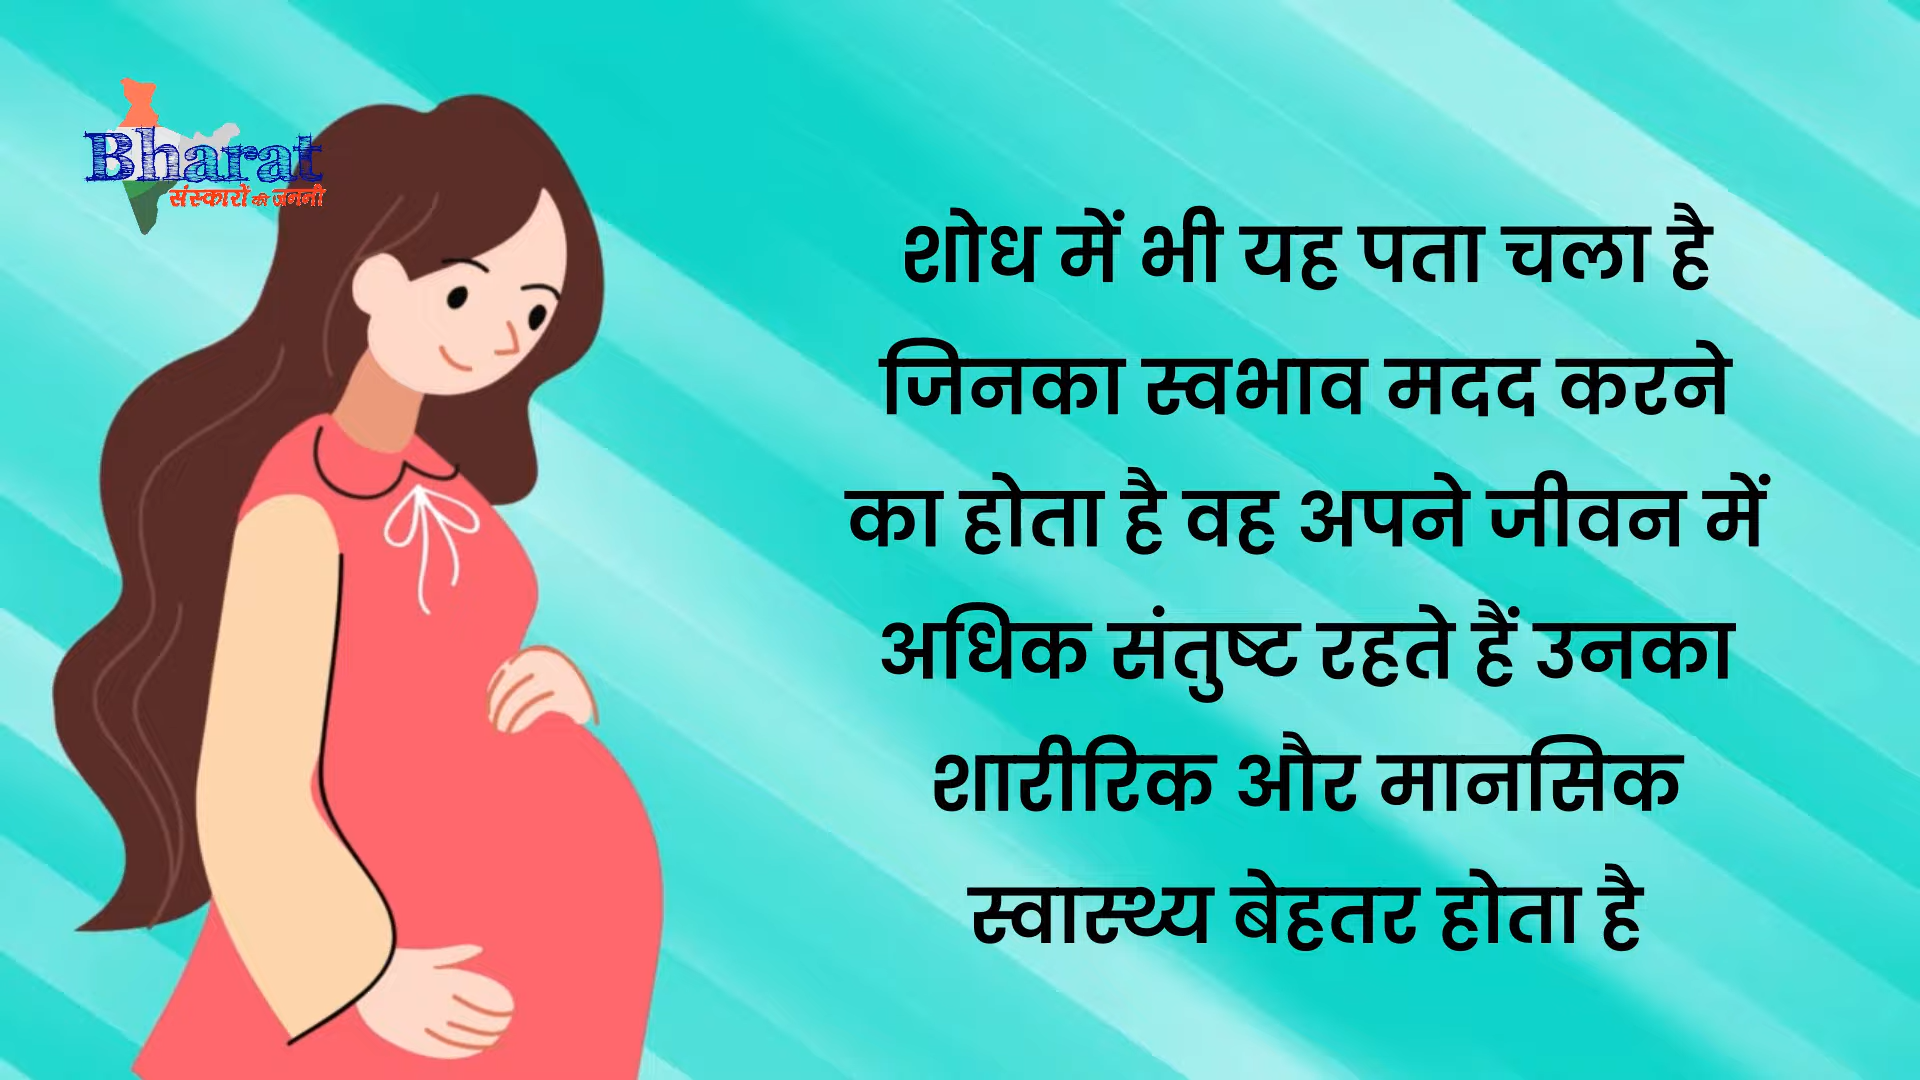 Bharat
संस्कारों की जननी
शोध में भी यह पता चला है
जिनका स्वभाव मदद करने
का होता है वह अपने जीवन में
अधिक संतुष्ट रहते हैं उनका
शारीरिक और मानसिक
स्वास्थ्य बेहतर होता है